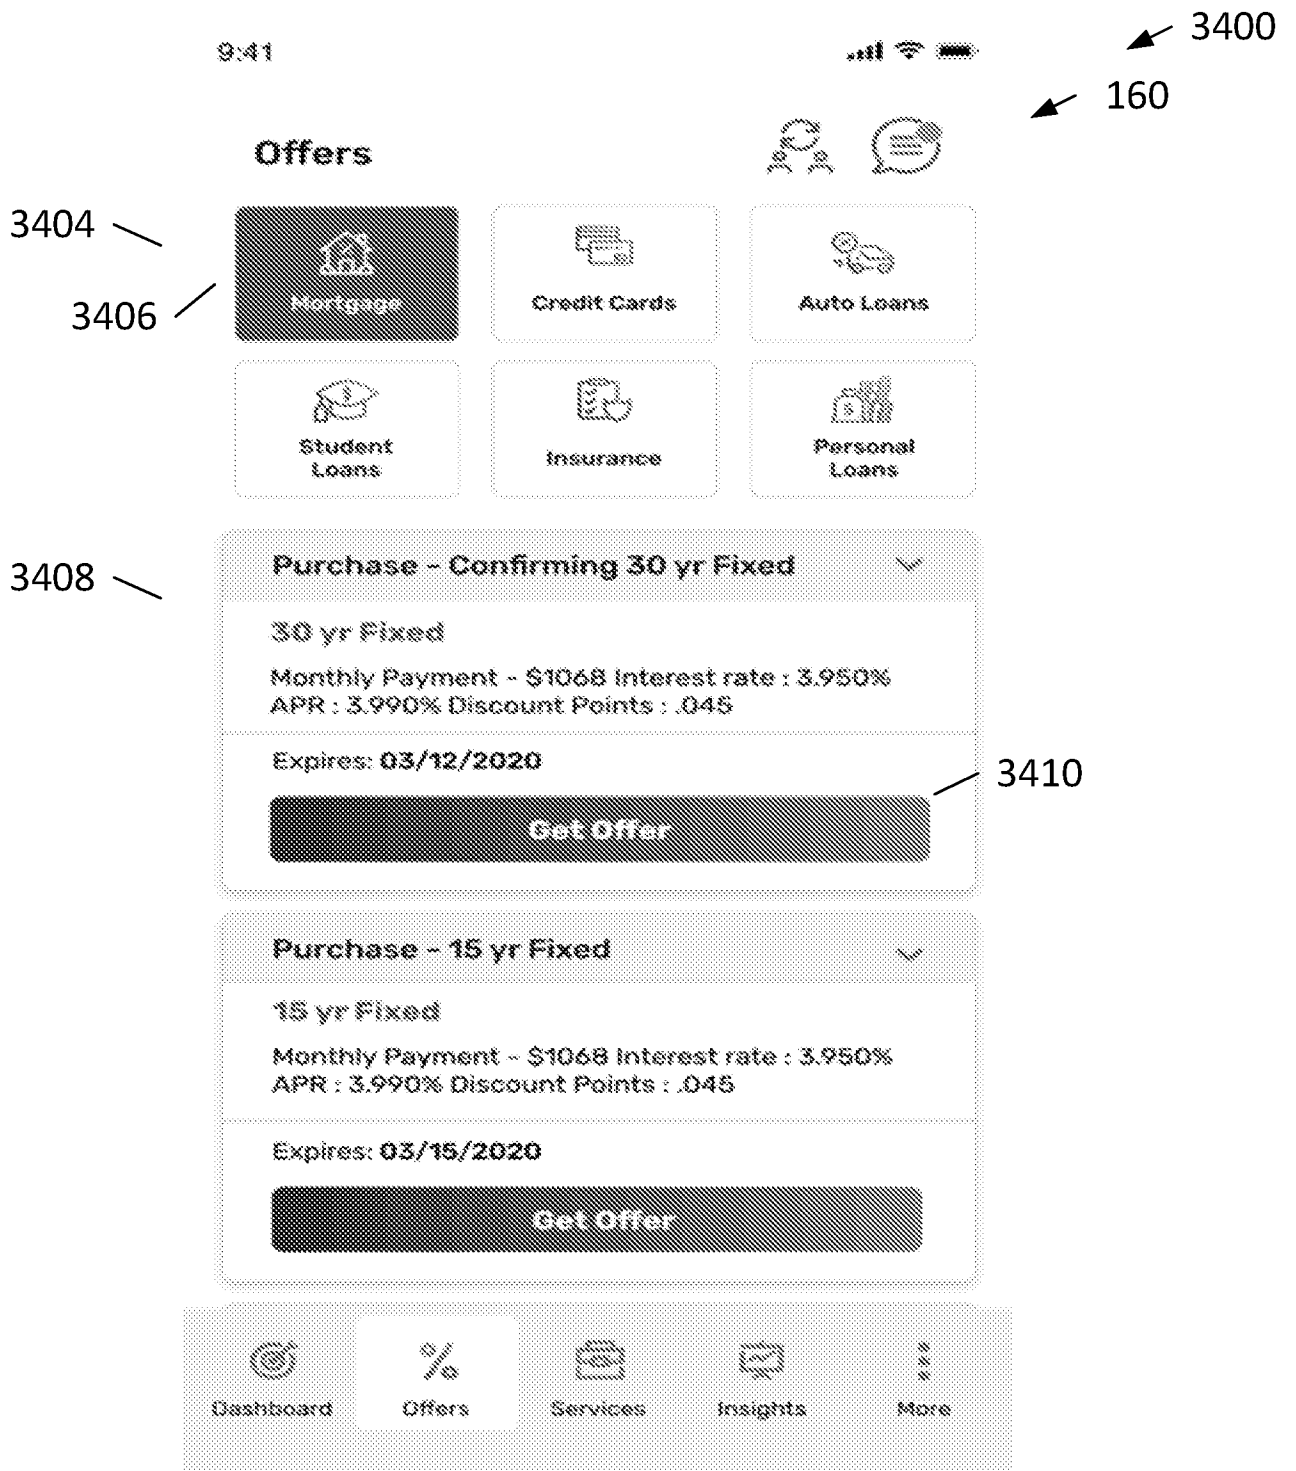 3400
9:41
160
Offers
3404
3406
Mortgage
Credit Cards
Auto Loans
Student
Loans
Insurance
Personal
Loans
3408
Purchase - Confirming 30 yr Fixed
30 yr Fixed
Monthly Payment - $1068 Interest rate : 3.950%
APR : 3.990% Discount Points : .045
Expires: 03/12/2020
3410
Get Offer
Purchase - 15 yr Fixed
15 yr Fixed
Monthly Payment - $1068 Interest rate : 3.950%
APR : 3.990% Discount Points : .045
Expires: 03/15/2020
Get Offer
Dashboard
Offers
Services
Insights
More